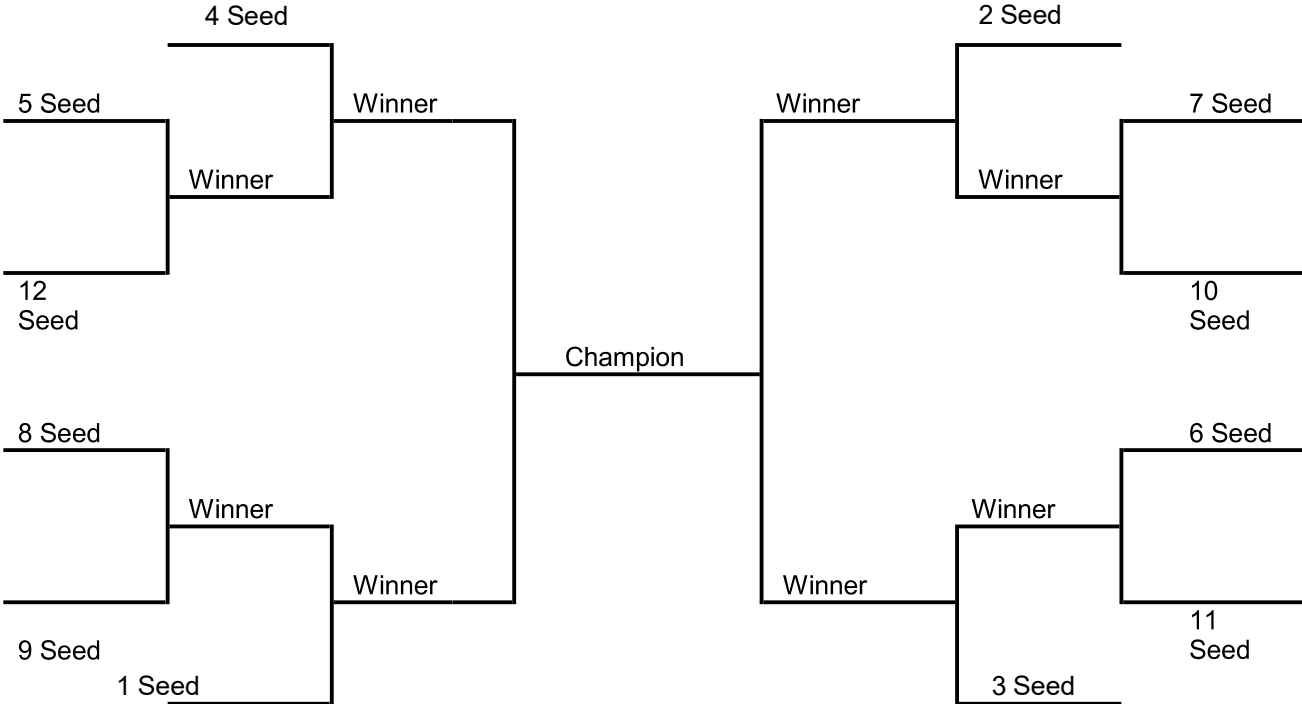 4 Seed
2 Seed
5 Seed
Winner
Winner
7 Seed
Winner
Winner
12
Seed
10
Seed
Champion
8 Seed
6 Seed
Winner
Winner
Winner
Winner
9 Seed
11
Seed
1 Seed
3 Seed